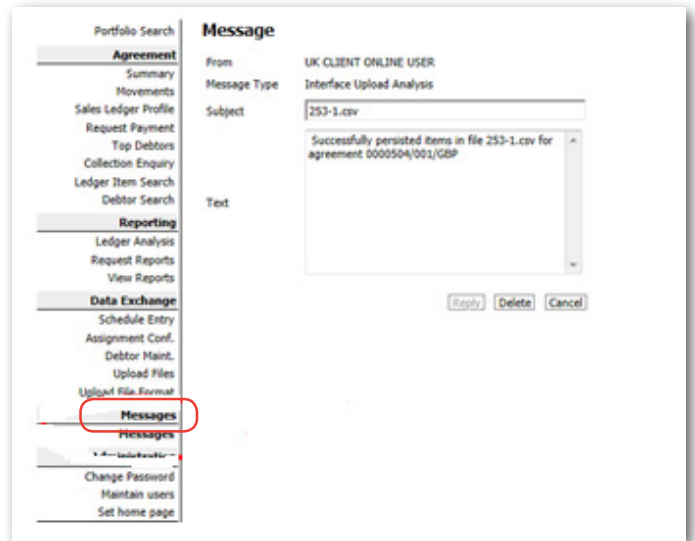 Portfolio Search
Agreement
Summary
Movements
Sales Ledger Profile
Request Payment
Top Debtors
Collection Enquiry
Ledger Item Search
Debtor Search
Reporting
Ledger Analysis
Request Reports
View Reports
Data Exchange
Schedule Entry
Assignment Conf.
Debtor Maint.
Upload Files
Upload File Format
Messages
Messages
Change Password
Maintain users
Set home page
Message
From UK CLIENT ONLINE USER
Message Type Interface Upload Analysis
Subject 253-1.csv
Text
Successfully persisted items in file 253-1.csv for
agreement 0000504/001/GBP
Reply Delete Cancel